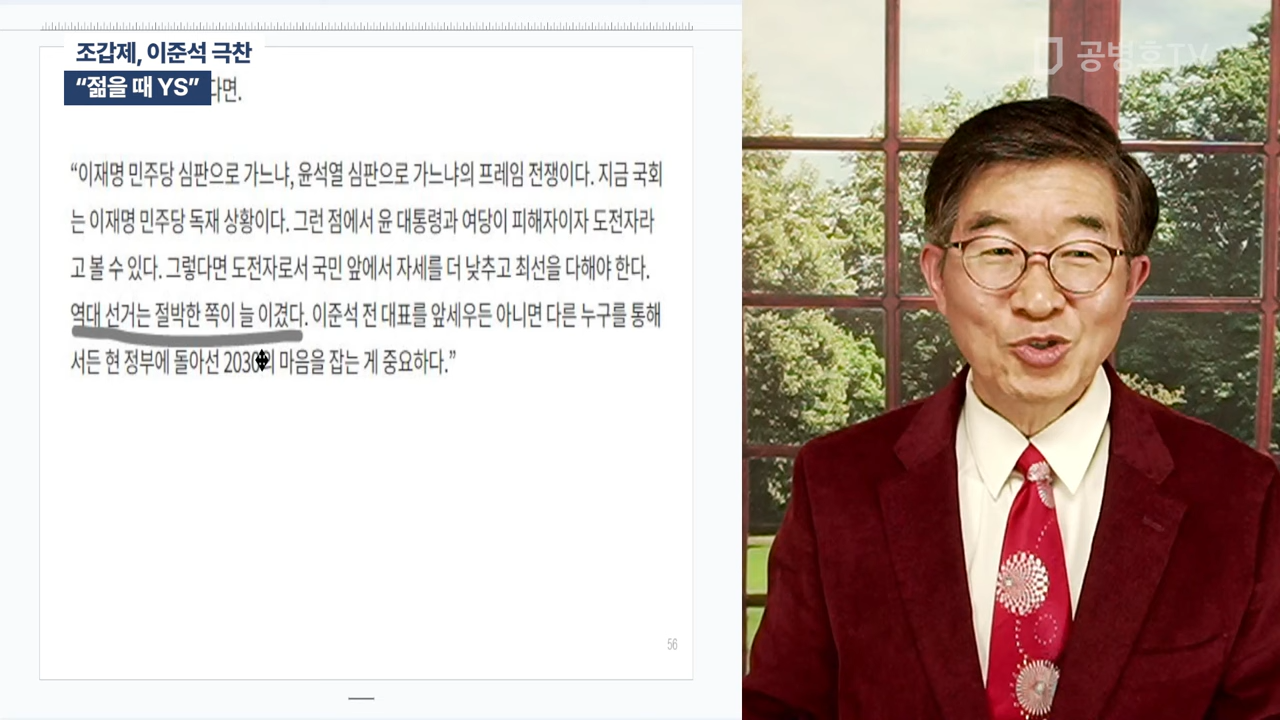 조갑제, 이준석 극찬
“젊을 때 YS”
다면.
“이재명 민주당 심판으로 가느냐, 윤석열 심판으로 가느냐의 프레임 전쟁이다. 지금 국회
는 이재명 민주당 독재 상황이다. 그런 점에서 윤 대통령과 여당이 피해자이자 도전자라
고 볼 수 있다. 그렇다면 도전자로서 국민 앞에서 자세를 더 낮추고 최선을 다해야 한다.
역대 선거는 절박한 쪽이 늘 이겼다. 이준석 전 대표를 앞세우든 아니면 다른 누구를 통해
서든 현 정부에 돌아선 2030의 마음을 잡는 게 중요하다.”
56
공병호TV